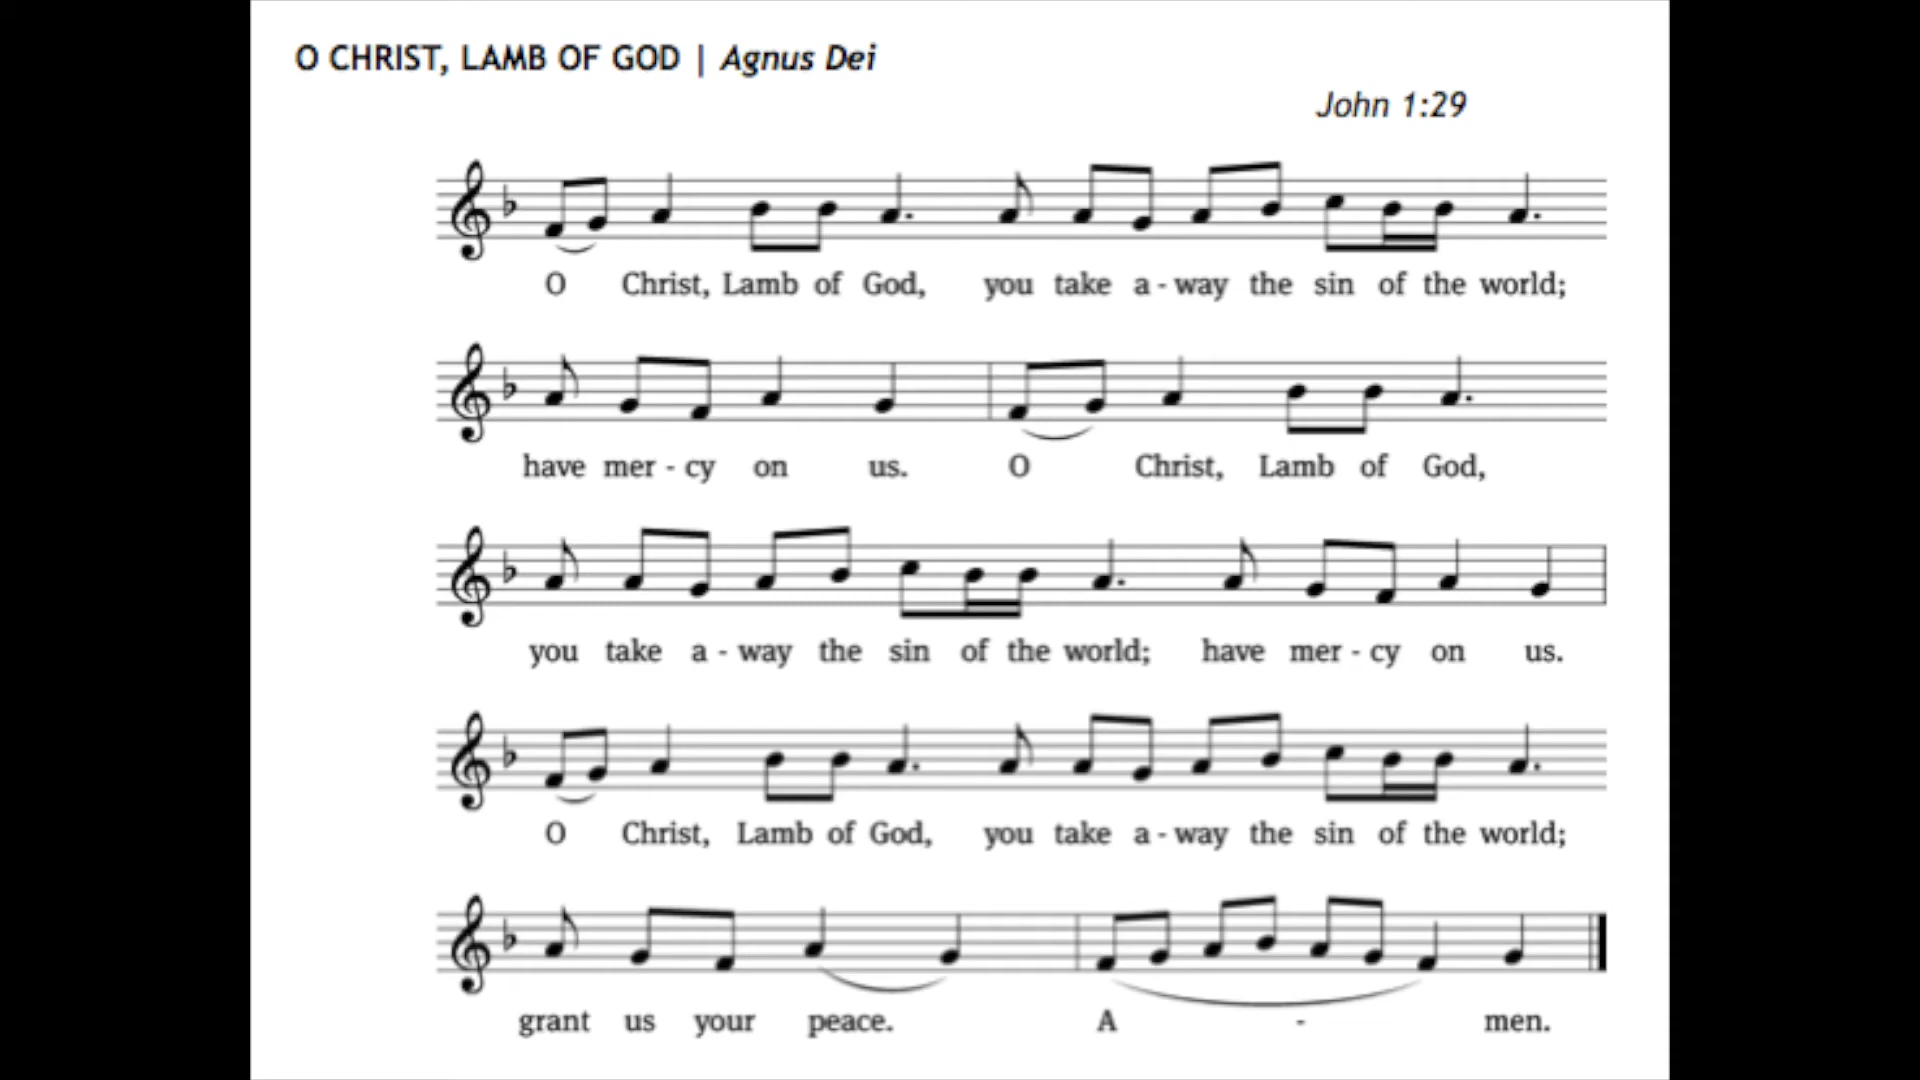 O CHRIST, LAMB OF GOD | Agnus Dei
John 1:29
O Christ, Lamb of God, you take a - way the sin of the world;
have mer - cy on us. O Christ, Lamb of God,
you take a - way the sin of the world; have mer - cy on us.
O Christ, Lamb of God, you take a - way the sin of the world;
grant us your peace. A - men.